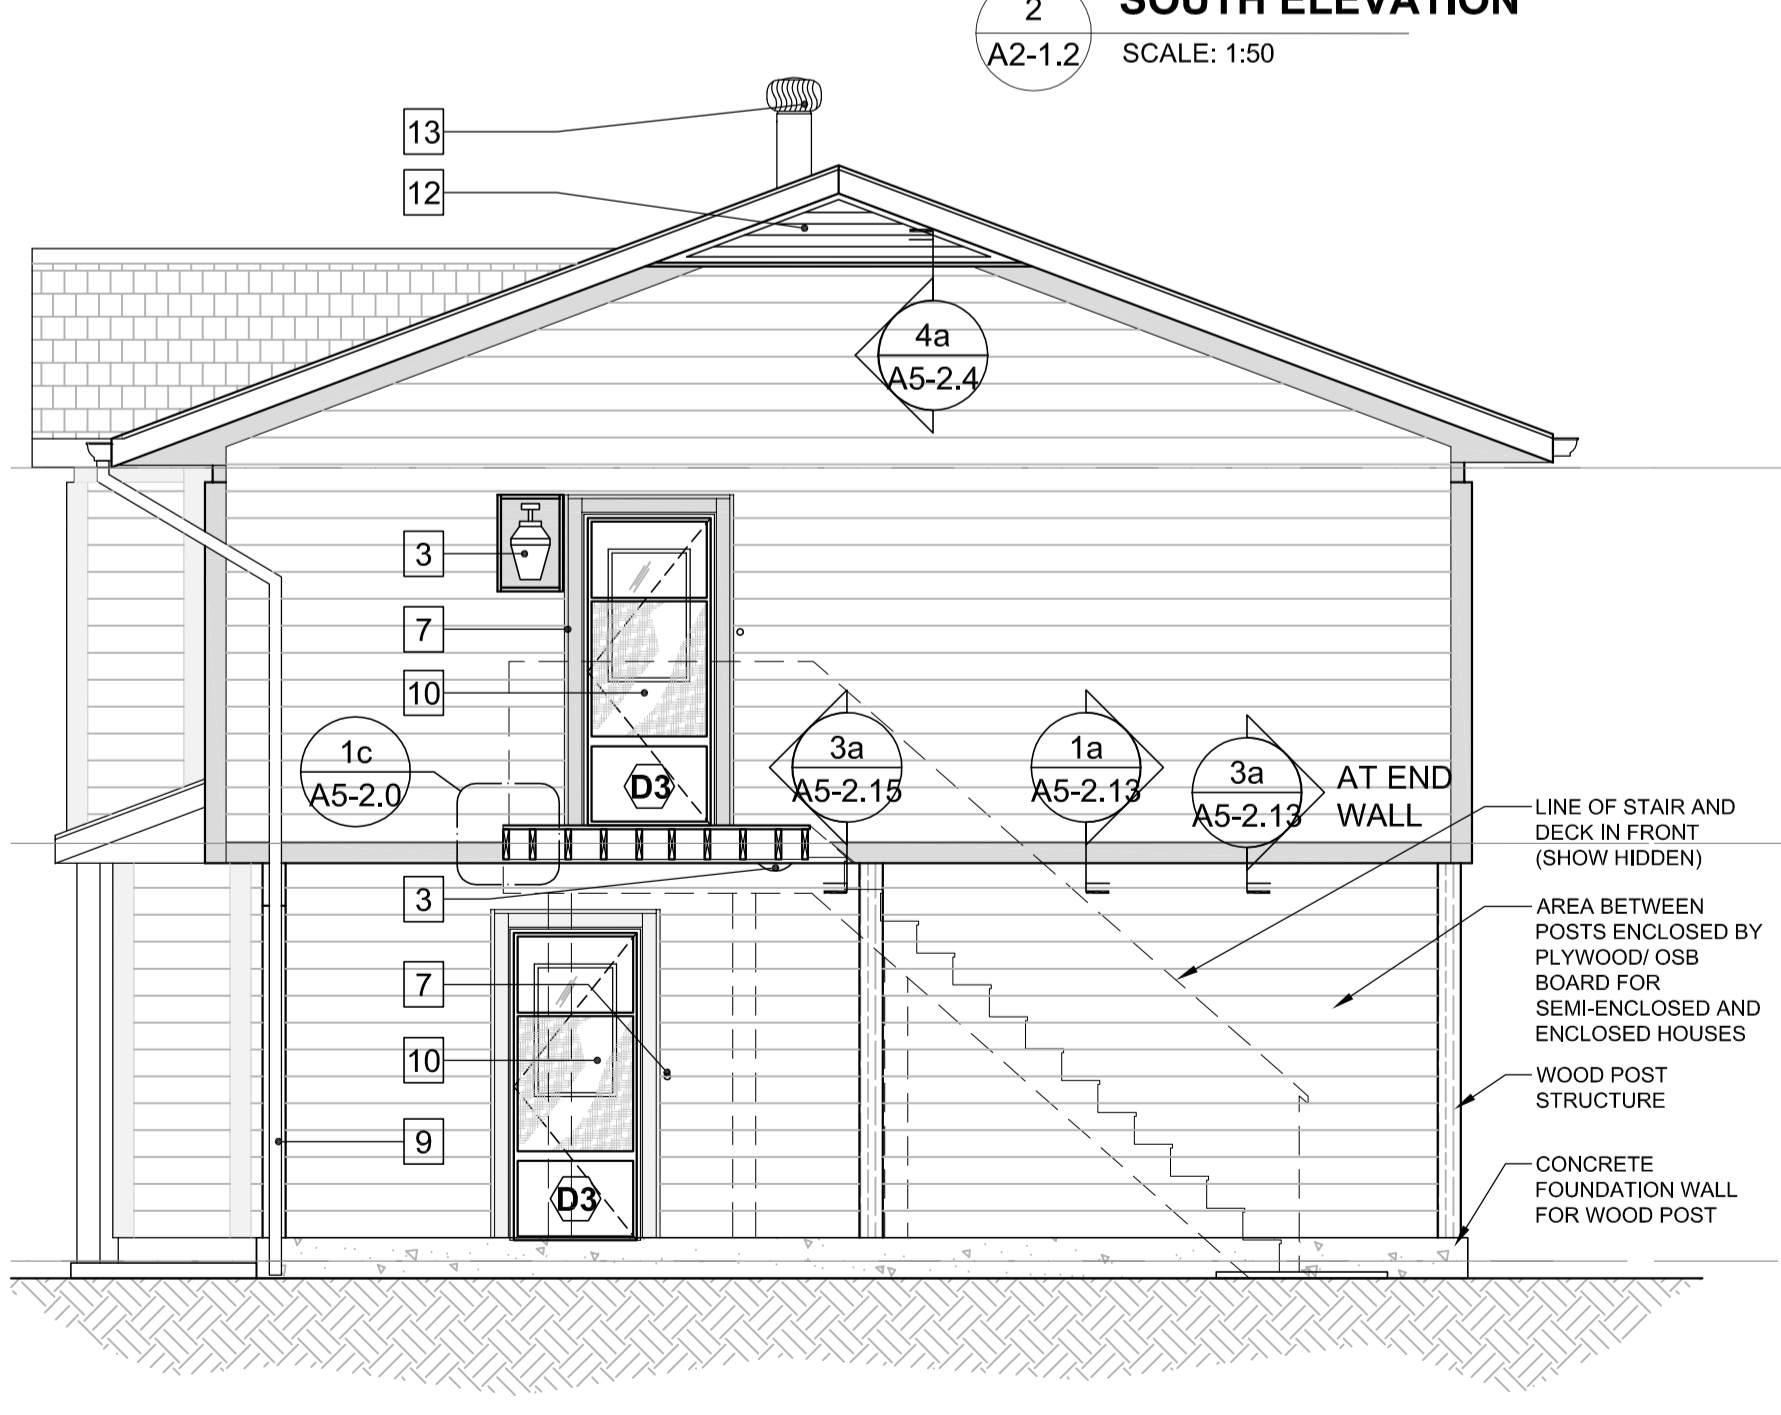 2
SOUTH ELEVATION
A2-1.2
SCALE: 1:50
13
12
4a
A5-2.4
3
7
10
1c
A5-2.0
D3
3a
A5-2.15
1a
A5-2.13
3a
A5-2.13
AT END
WALL
LINE OF STAIR AND
DECK IN FRONT
(SHOW HIDDEN)
3
AREA BETWEEN
POSTS ENCLOSED BY
PLYWOOD/ OSB
BOARD FOR
SEMI-ENCLOSED AND
ENCLOSED HOUSES
7
10
WOOD POST
STRUCTURE
9
D3
CONCRETE
FOUNDATION WALL
FOR WOOD POST